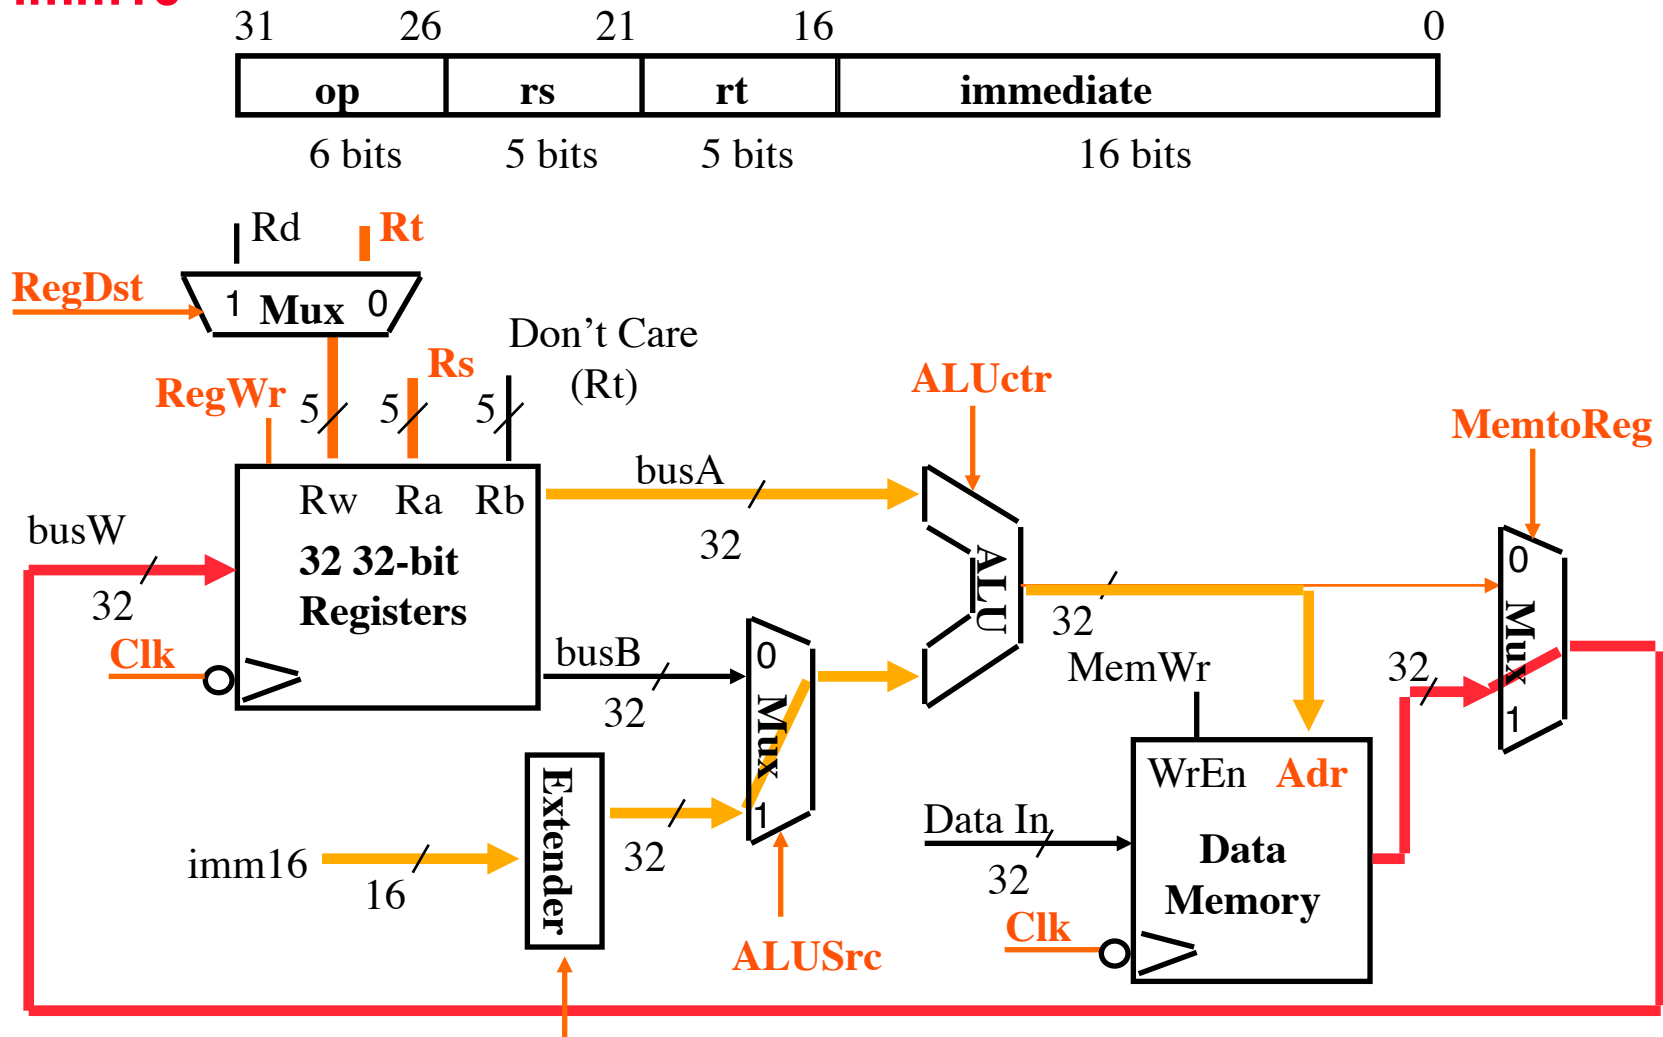 31 26 21 16 0
op rs rt immediate
6 bits 5 bits 5 bits 16 bits
Rd Rt
RegDst
1 Mux 0
Don't Care
(Rt)
Rs
RegWr
5 5 5
ALUctr
MemtoReg
busA
32
Rw Ra Rb
busW
32
32 32-bit
Registers
Clk
busB
32
ALU
32
0
Mux
1
0
Mux
1
32
MemWr
WrEn Adr
Data In
32
Data
Memory
Clk
Extender
32
imm16
16
ALUSrc